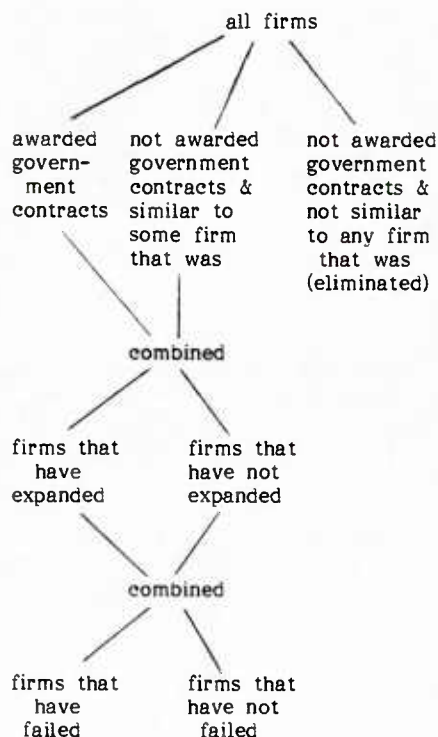 all firms
awarded
govern-
ment
contracts
not awarded
government
contracts &
similar to
some firm
that was
not awarded
government
contracts &
not similar
to any firm
that was
(eliminated)
combined
firms that
have
expanded
firms that
have not
expanded
combined
firms that
have
failed
firms that
have not
failed